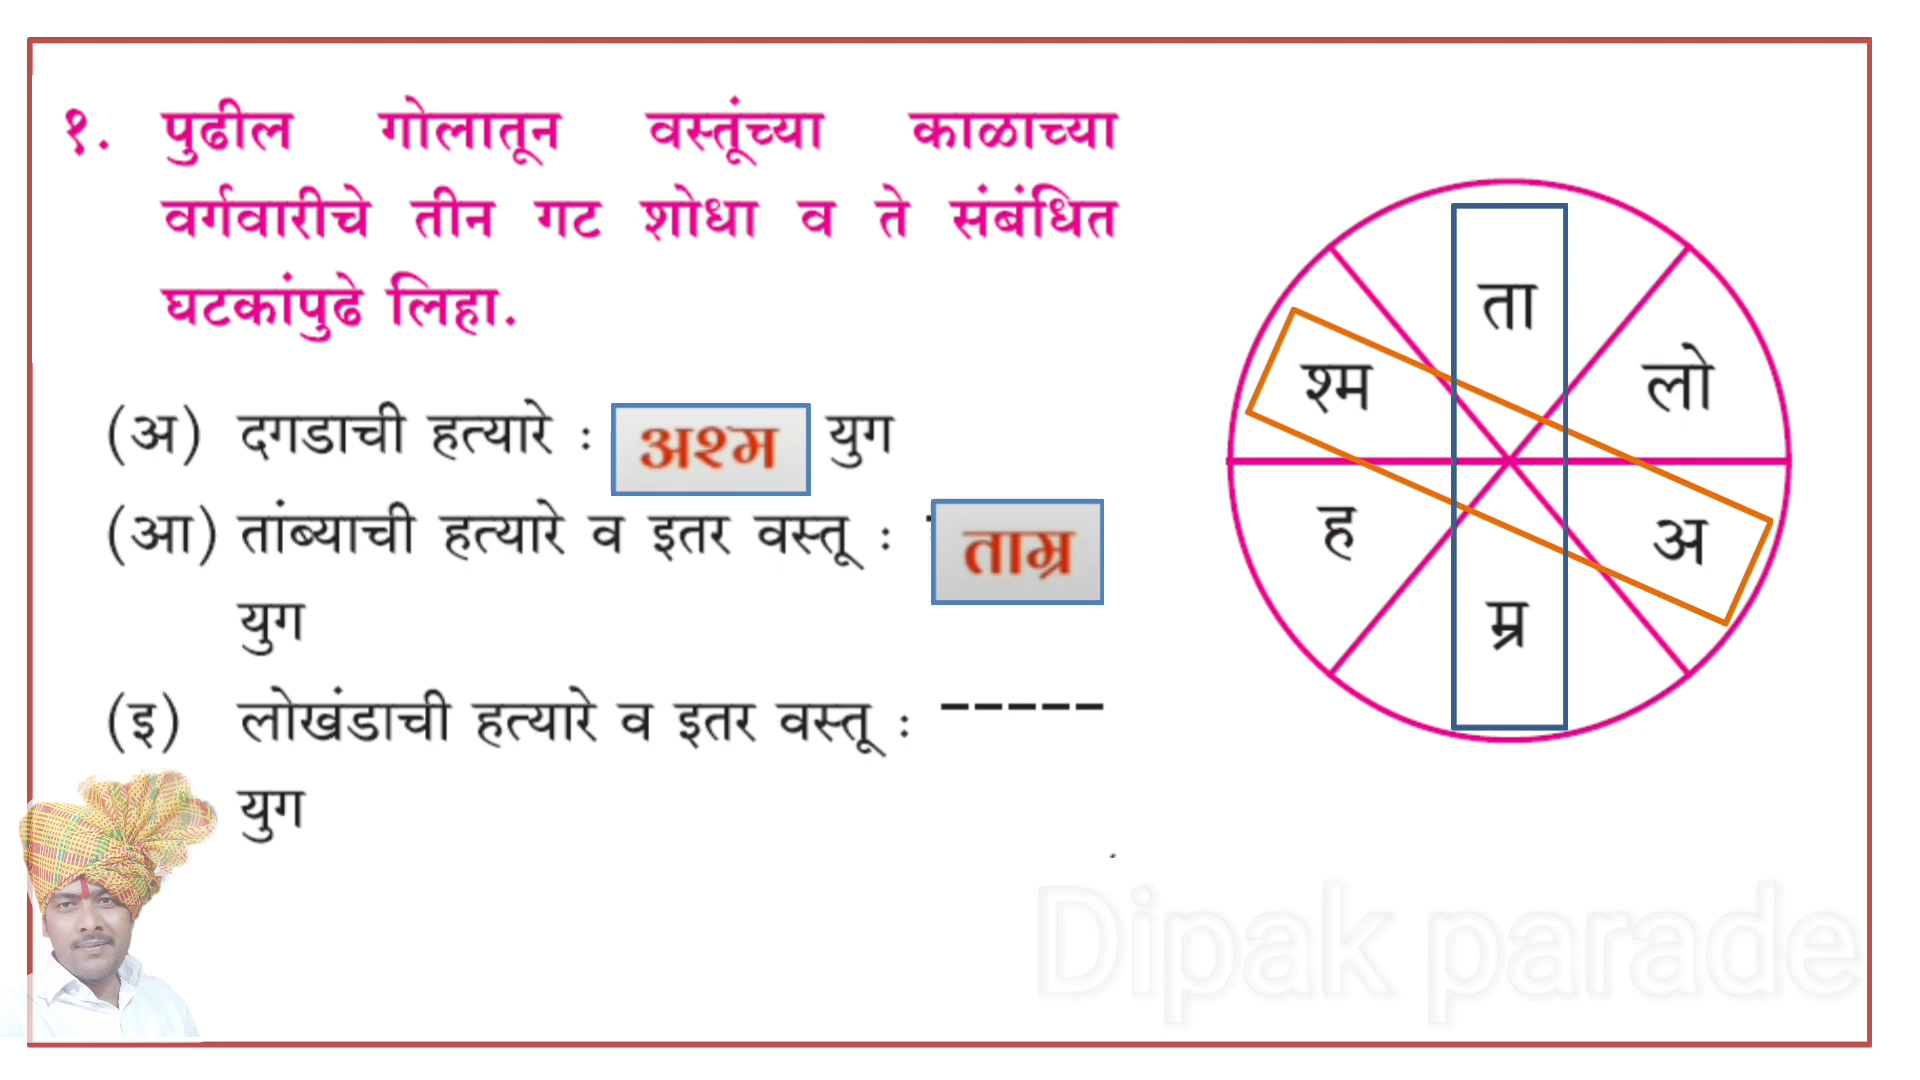 १. पुढील गोलातून वस्तूंच्या काळाच्या
वर्गवारीचे तीन गट शोधा व ते संबंधित
घटकांपुढे लिहा.
(अ) दगडाची हत्यारे : अश्म युग
(आ) तांब्याची हत्यारे व इतर वस्तू : ताम्र
युग
(इ) लोखंडाची हत्यारे व इतर वस्तू : -----
युग
ता
लो
श्म
ह
अ
म्र
Dipak parade